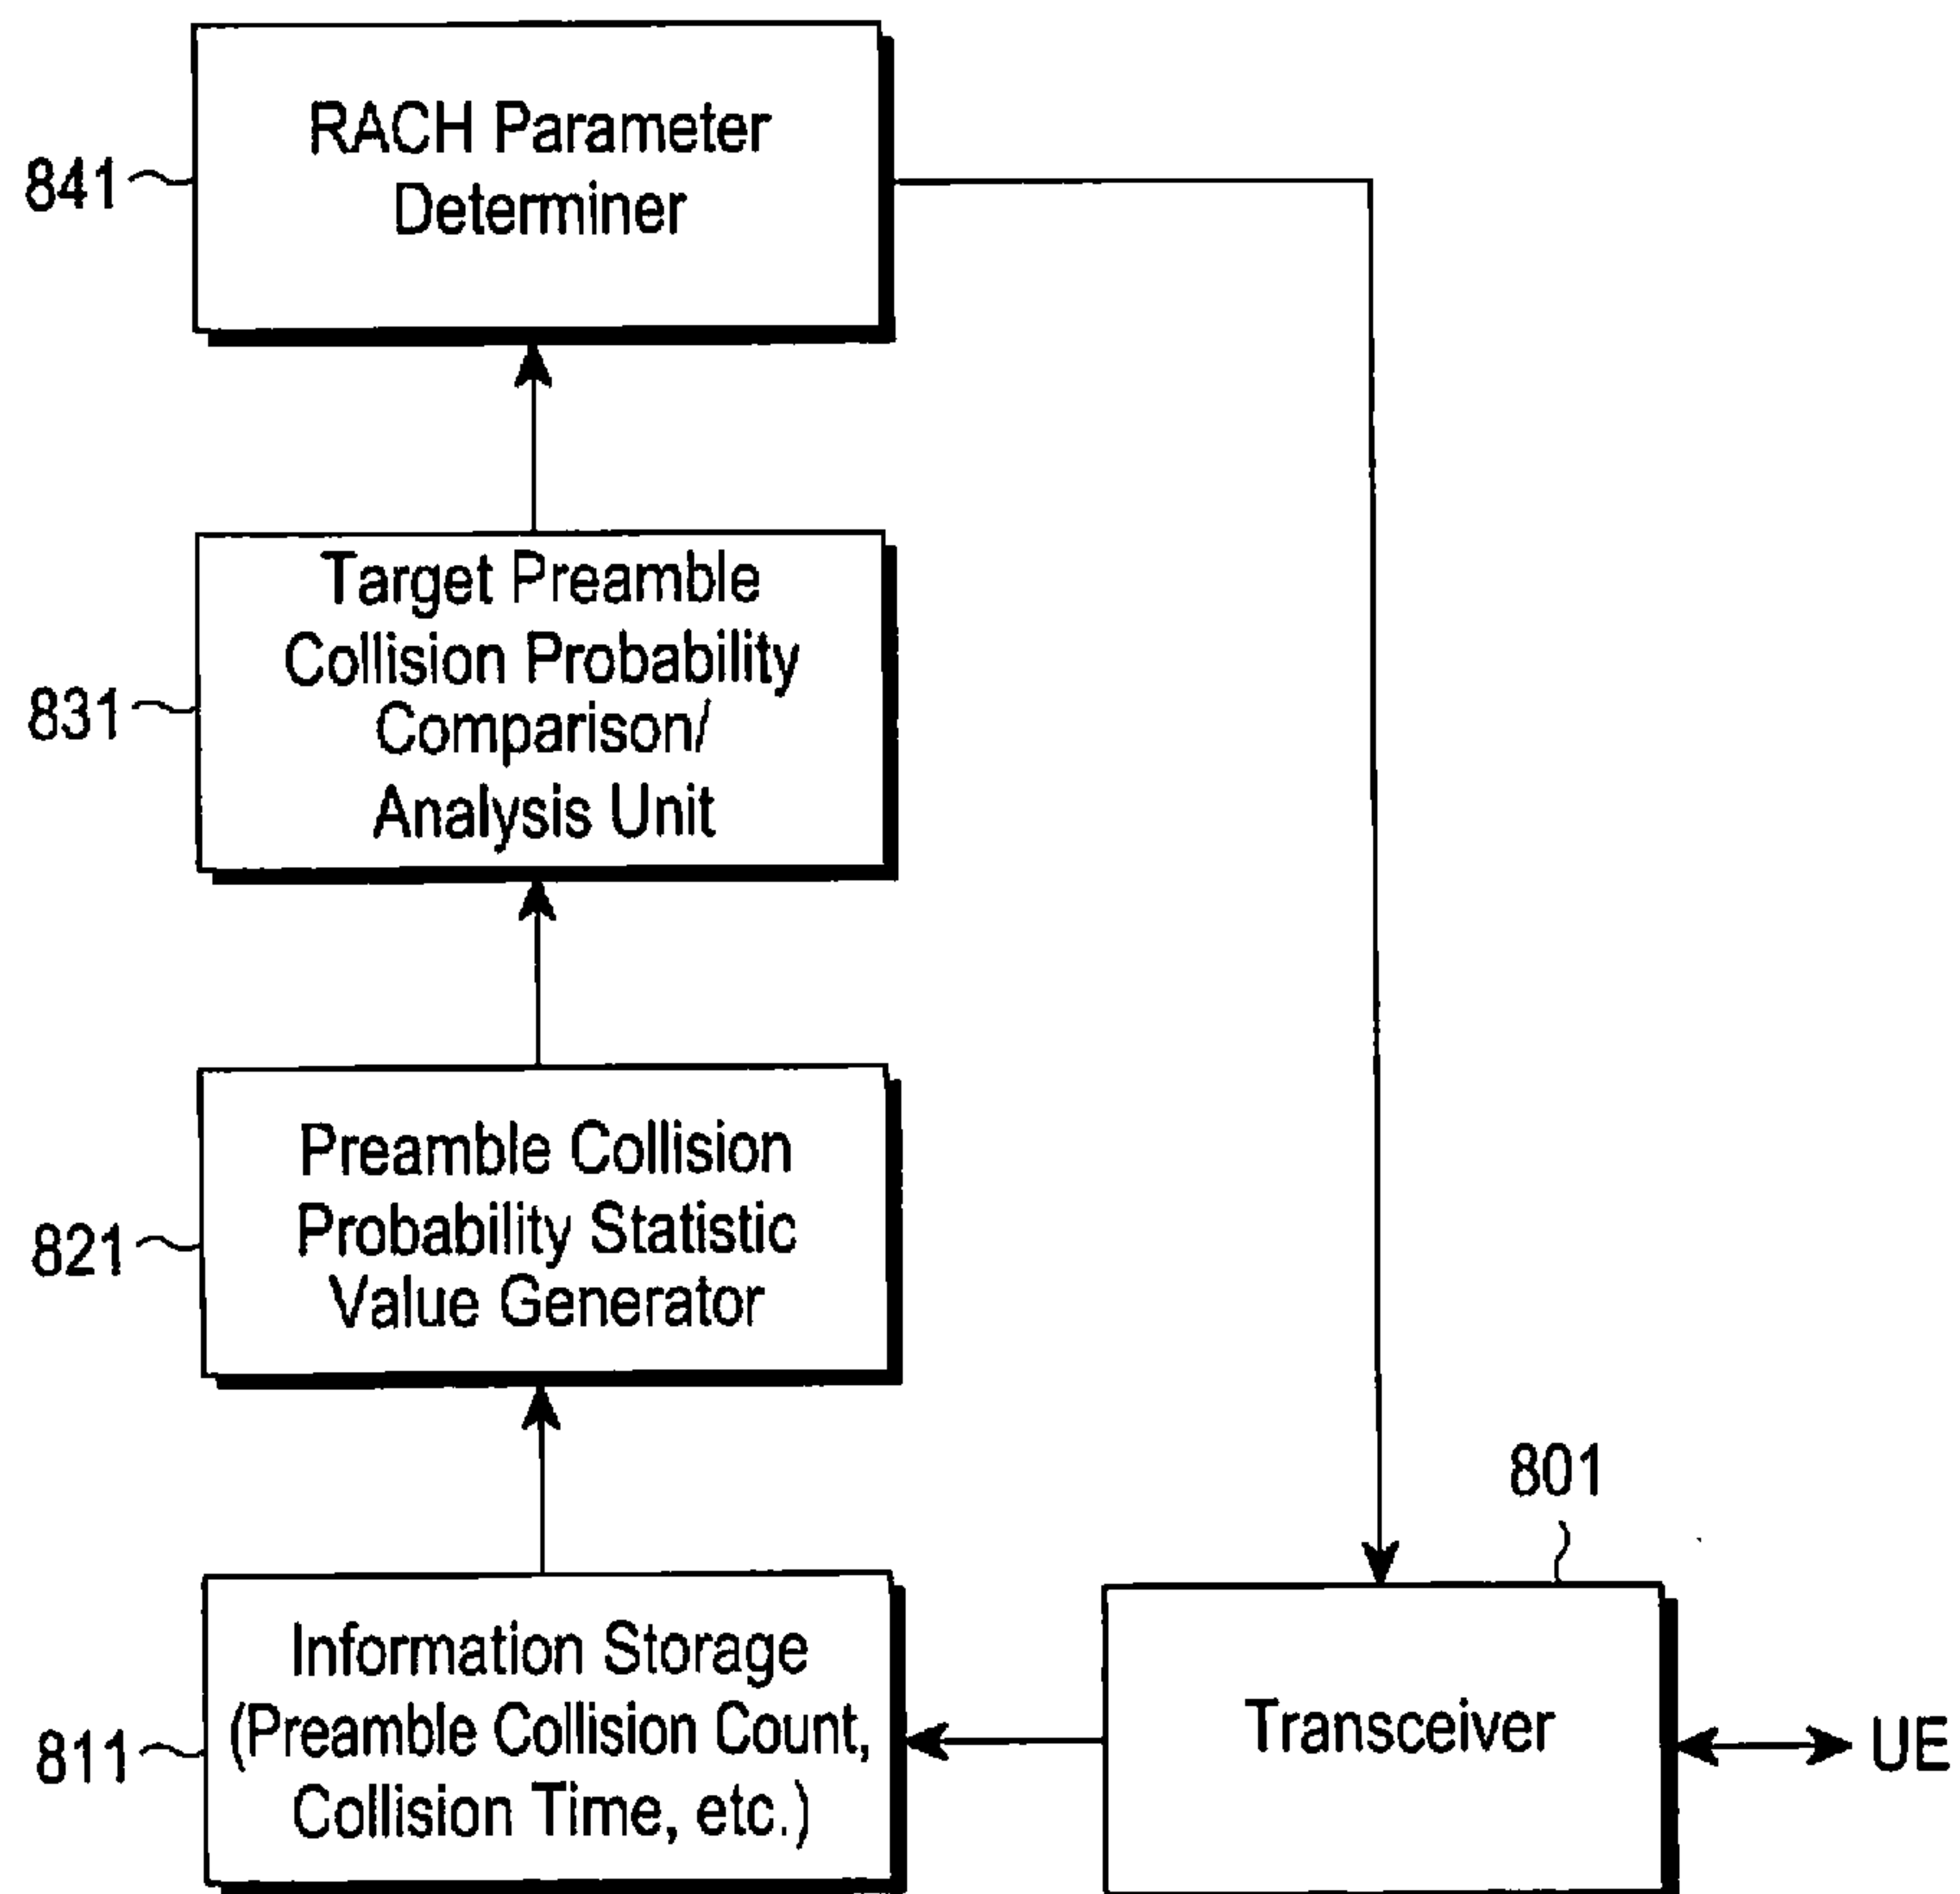 RACH Parameter
Determiner
841
Target Preamble
Collision Probability
Comparison/
Analysis Unit
831
Preamble Collision
Probability Statistic
Value Generator
821
801
Information Storage
(Preamble Collision Count,
Collision Time, etc.)
811
Transceiver
UE